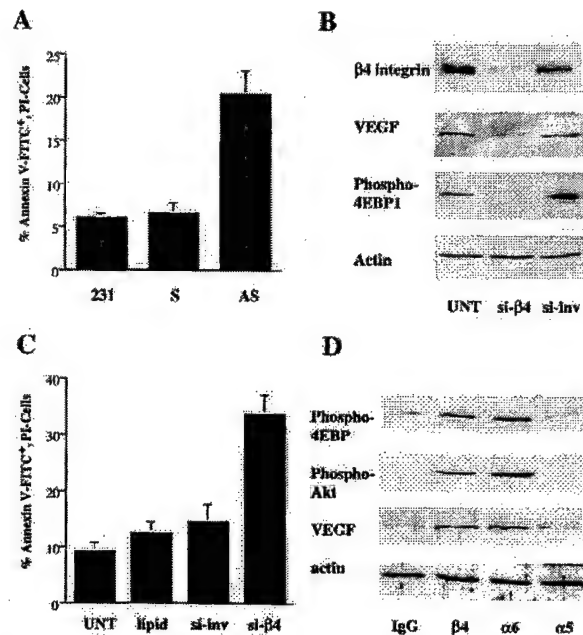 A
% Annexin V-FITC⁺, PI-Cells
25
20
15
10
5
0
231 S AS
B
β4 integrin
VEGF
Phospho-
4EBP1
Actin
UNT si-β4 si-inv
C
% Annexin V-FITC⁺, PI-Cells
40
30
20
10
0
UNT lipid si-inv si-β4
D
Phospho-
4EBP
Phospho-
Akt
VEGF
actin
IgG β4 α6 α5